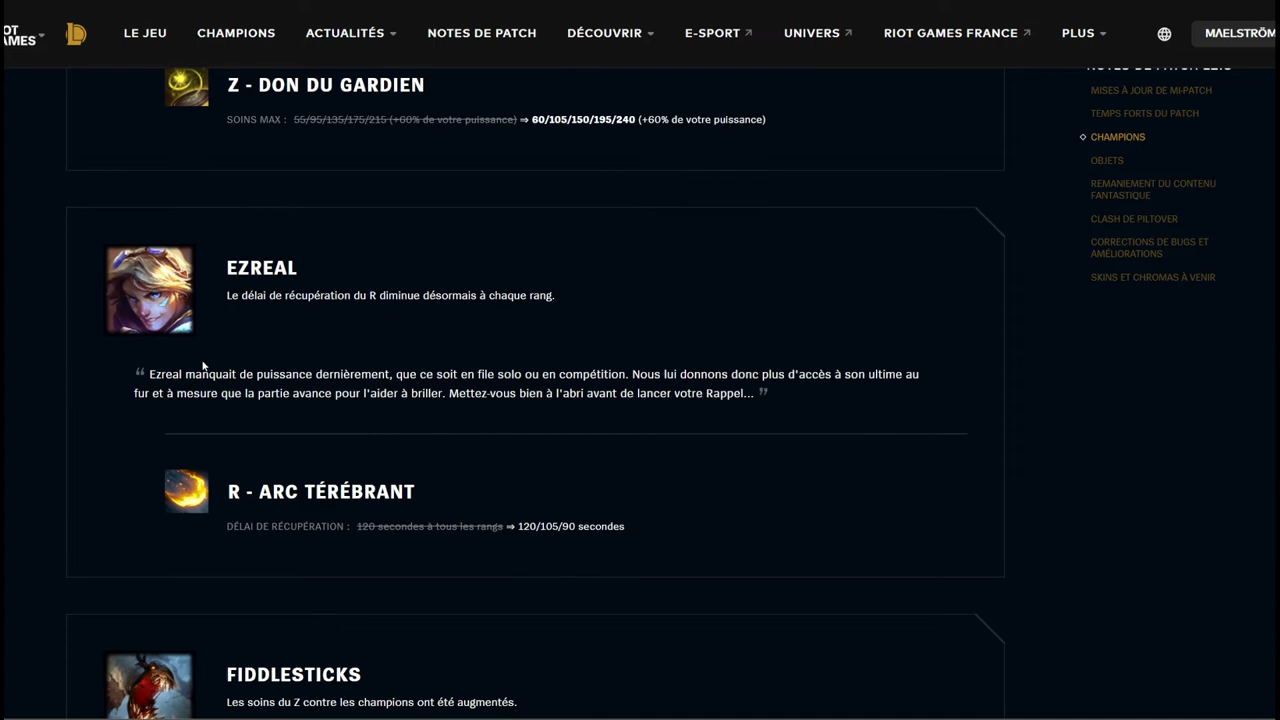 LE JEU CHAMPIONS ACTUALITÉS NOTES DE PATCH DÉCOUVRIR E-SPORT UNIVERS RIOT GAMES FRANCE PLUS MAELSTRÖM
Z - DON DU GARDIEN
SOINS MAX : 55/95/135/175/215 (+60% de votre puissance) ⇒ 60/105/150/195/240 (+60% de votre puissance)
EZREAL
Le délai de récupération du R diminue désormais à chaque rang.
“ Ezreal manquait de puissance dernièrement, que ce soit en file solo ou en compétition. Nous lui donnons donc plus d'accès à son ultime au
fur et à mesure que la partie avance pour l'aider à briller. Mettez-vous bien à l'abri avant de lancer votre Rappel... ”
R - ARC TÉRÉBRANT
DÉLAI DE RÉCUPÉRATION : 120 secondes à tous les rangs ⇒ 120/105/90 secondes
FIDDLESTICKS
Les soins du Z contre les champions ont été augmentés.
MISES À JOUR DE MI-PATCH
TEMPS FORTS DU PATCH
CHAMPIONS
OBJETS
REMANIEMENT DU CONTENU
FANTASTIQUE
CLASH DE PILTOVER
CORRECTIONS DE BUGS ET
AMÉLIORATIONS
SKINS ET CHROMAS À VENIR